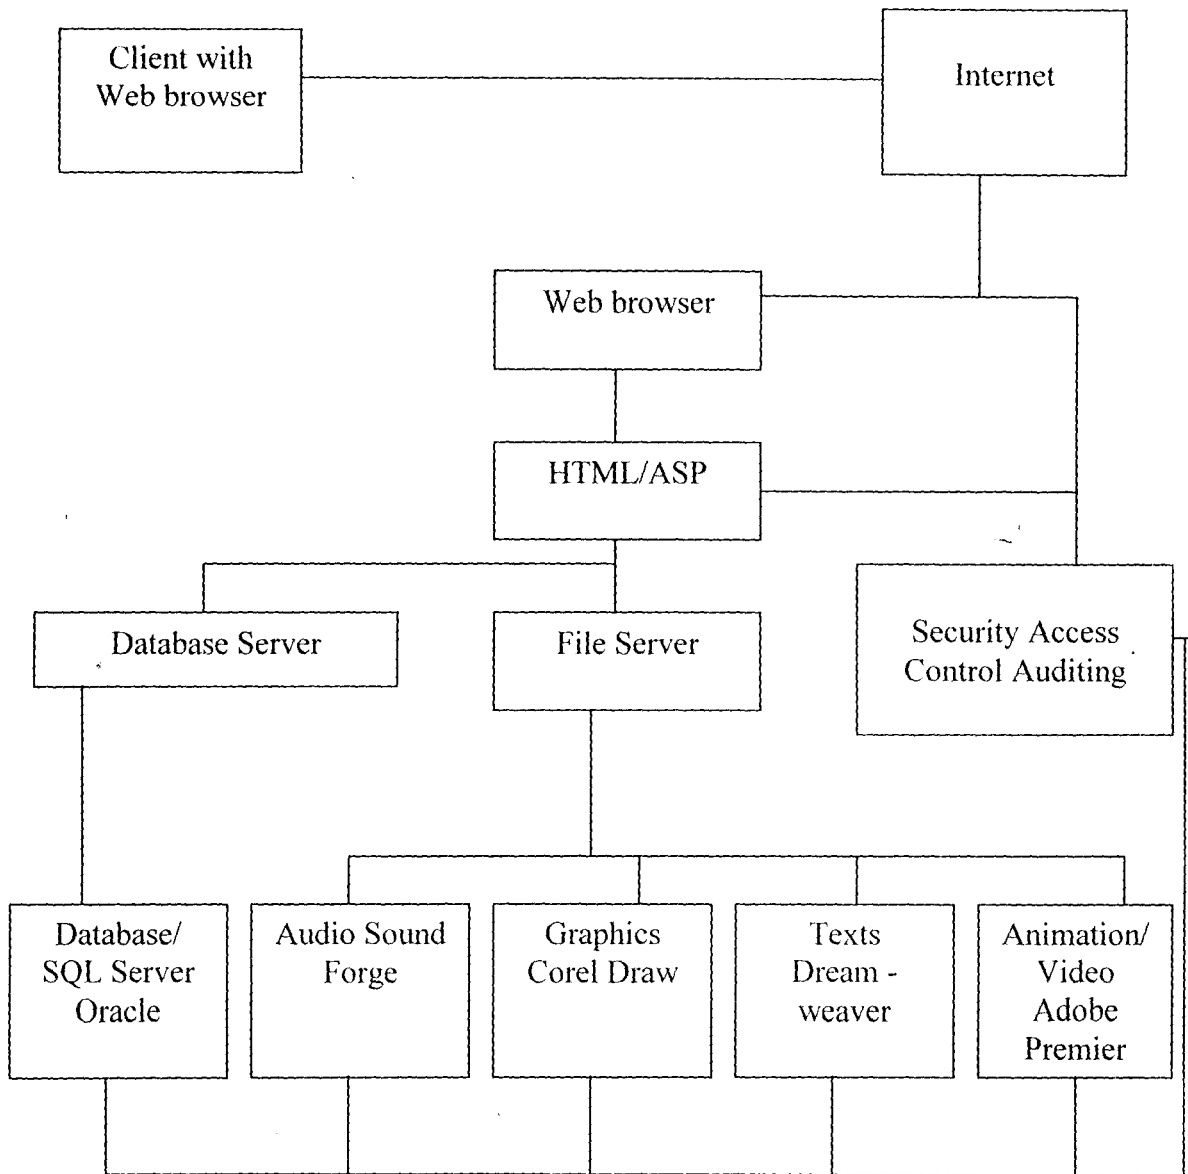 Client with
Web browser
Internet
Web browser
HTML/ASP
Database Server
File Server
Security Access
Control Auditing
Database/
SQL Server
Oracle
Audio Sound
Forge
Graphics
Corel Draw
Texts
Dream -
weaver
Animation/
Video
Adobe
Premier